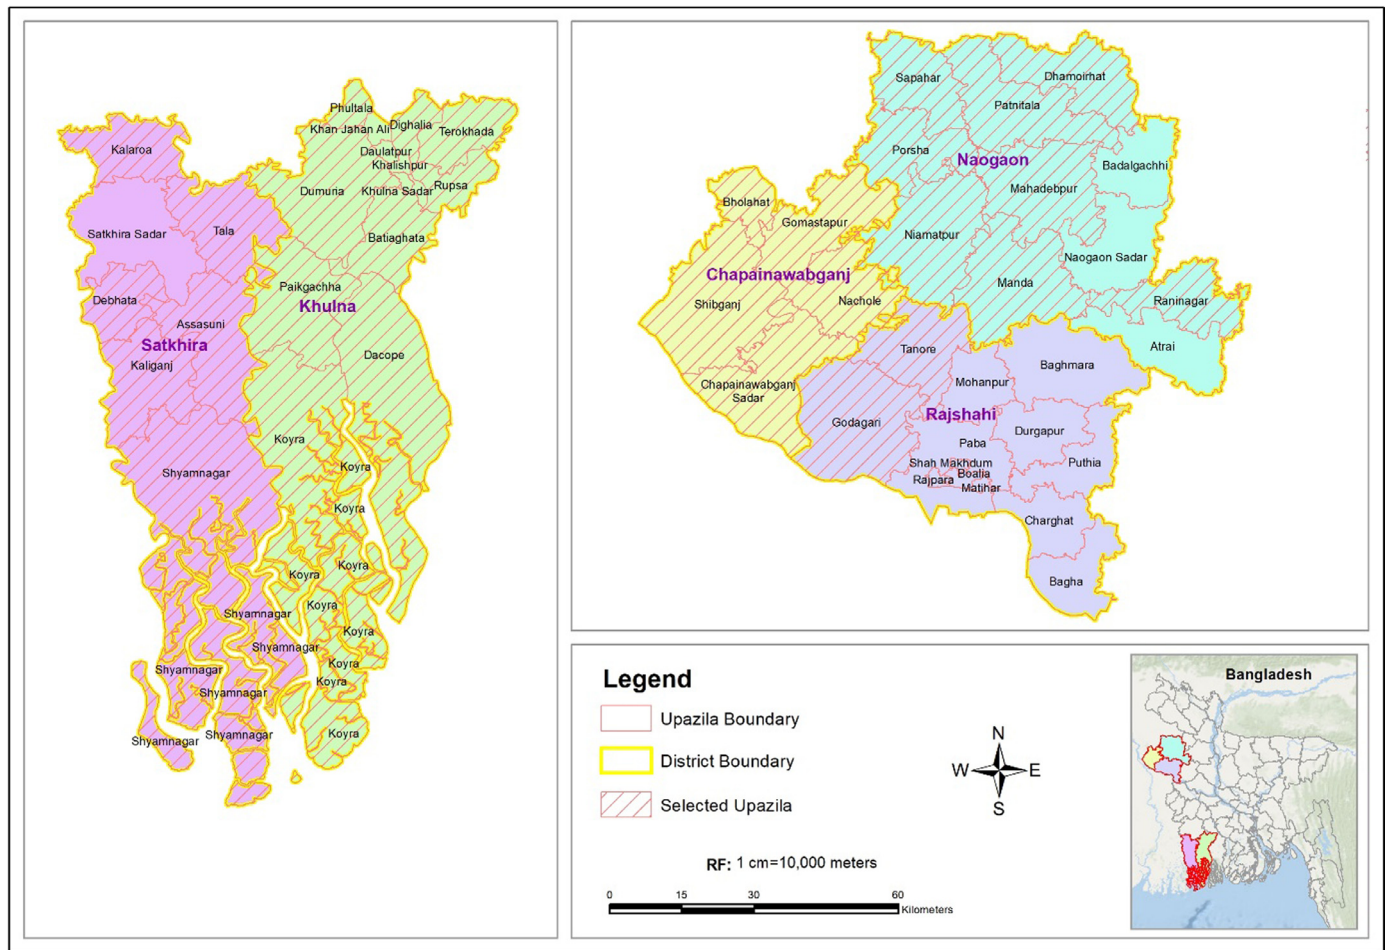 Phultala
Khan Jahan Ali
Dighalia
Terokhada
Kalaroa
Daulatpur
Khalishpur
Dumuria
Khulna Sadar
Rupsa
Satkhira Sadar
Tala
Batiaghata
Paikgachha
Debhata
Khulna
Assasuni
Satkhira
Kaliganj
Dacope
Koyra
Koyra
Shyamnagar
Koyra
Koyra
Koyra
Koyra
Shyamnagar
Koyra
Shyamnagar
Koyra
Shyamnagar
Koyra
Shyamnagar
Shyamnagar
Shyamnagar
Koyra
Sapahar
Dhamoirhat
Patnitala
Porsha
Naogaon
Badalgachhi
Mahadebpur
Bholahat
Gomastapur
Niamatpur
Naogaon Sadar
Chapainawabganj
Manda
Shibganj
Nachole
Raninagar
Tanore
Atrai
Baghmara
Mohanpur
Chapainawabganj
Sadar
Rajshahi
Godagari
Durgapur
Paba
Shah Makhdum
Puthia
Boalia
Rajpara
Matihar
Charghat
Bagha
Legend
Upazila Boundary
District Boundary
Selected Upazila
RF: 1 cm=10,000 meters
0 15 30 60
Kilometers
N
W E
S
Bangladesh